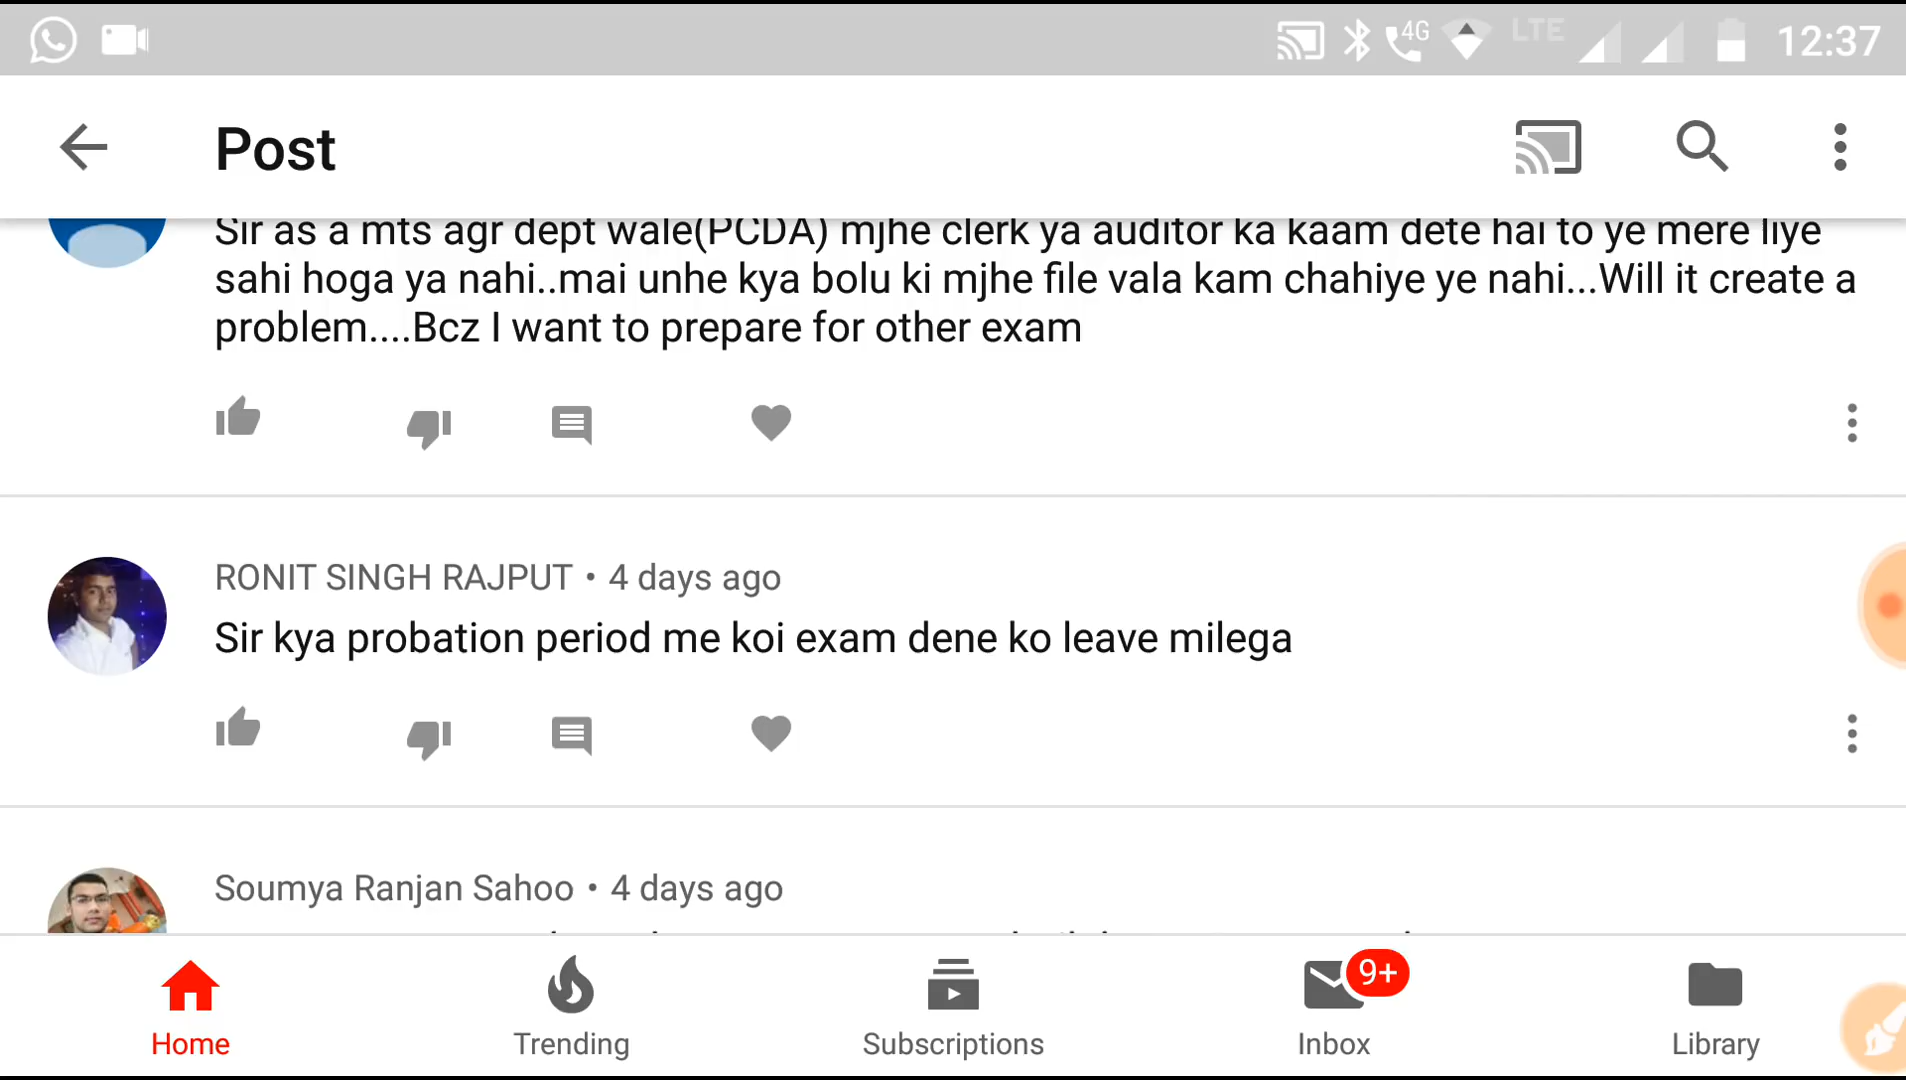 4G LTE 12:37
Post
Sir as a mts agr dept wale(PCDA) mjhe clerk ya auditor ka kaam dete hai to ye mere liye
sahi hoga ya nahi..mai unhe kya bolu ki mjhe file vala kam chahiye ye nahi...Will it create a
problem....Bcz I want to prepare for other exam
RONIT SINGH RAJPUT • 4 days ago
Sir kya probation period me koi exam dene ko leave milega
Soumya Ranjan Sahoo • 4 days ago
9+
Home Trending Subscriptions Inbox Library